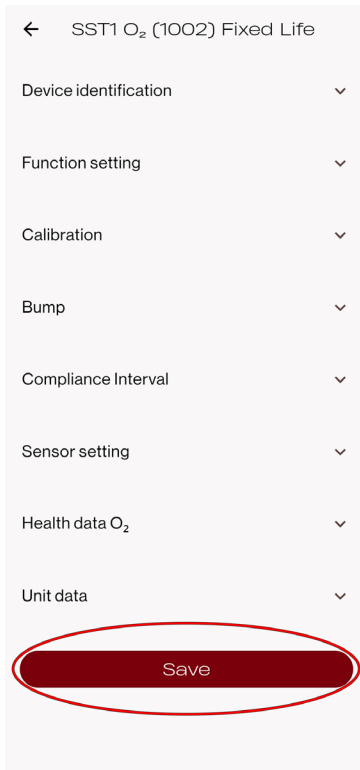 SST1 O₂ (1002) Fixed Life
Device identification
Function setting
Calibration
Bump
Compliance Interval
Sensor setting
Health data O₂
Unit data
Save